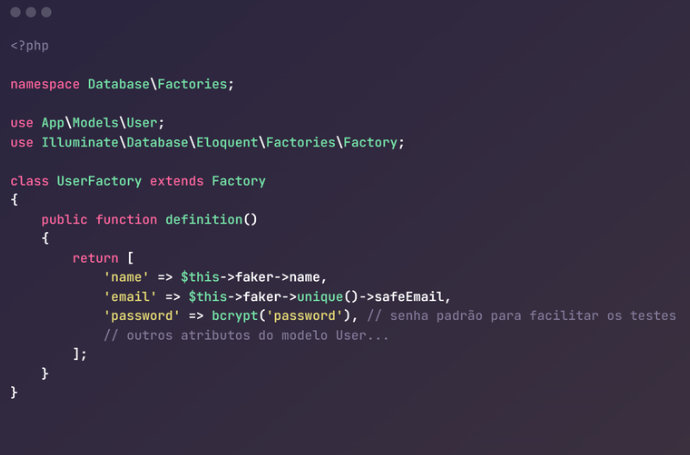 <?php
namespace Database\Factories;
use App\Models\User;
use Illuminate\Database\Eloquent\Factories\Factory;
class UserFactory extends Factory
{
    public function definition()
    {
        return [
            'name' => $this->faker->name,
            'email' => $this->faker->unique()->safeEmail,
            'password' => bcrypt('password'), // senha padrão para facilitar os testes
            // outros atributos do modelo User...
        ];
    }
}